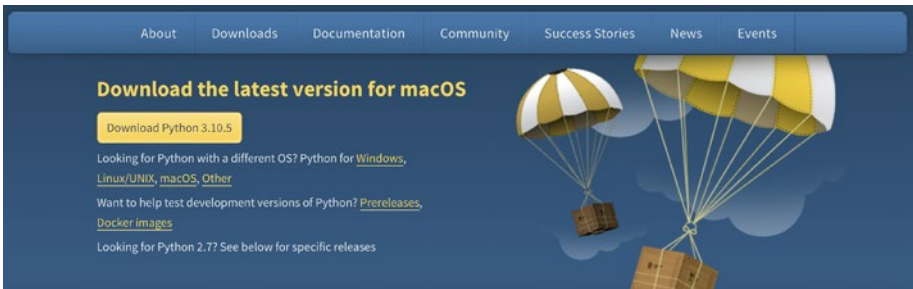 About Downloads Documentation Community Success Stories News Events
Download the latest version for macOS
Download Python 3.10.5
Looking for Python with a different OS? Python for Windows,
Linux/UNIX, macOS, Other
Want to help test development versions of Python? Prereleases,
Docker images
Looking for Python 2.7? See below for specific releases